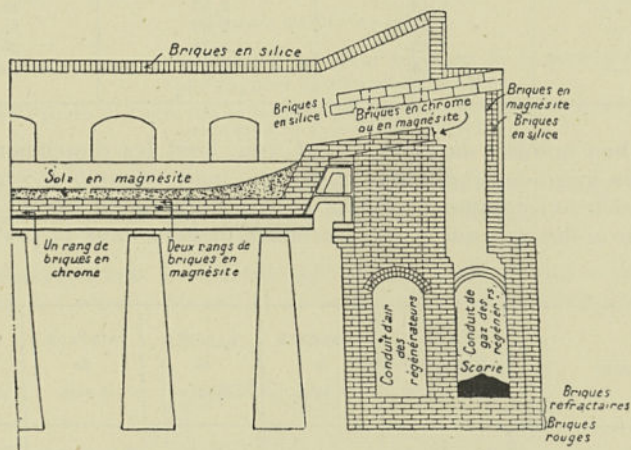 Briques en silice
Briques
en silice
Briques en chrome
ou en magnésite
Briques en
magnésite
Briques
en silice
Sole en magnésite
Un rang de
briques en
chrome
Deux rangs de
briques en
magnésite
Conduit d'air
des
régénérateurs
Conduit de
gaz des rs.
régénér.
Scorie
Briques
réfractaires
Briques
rouges